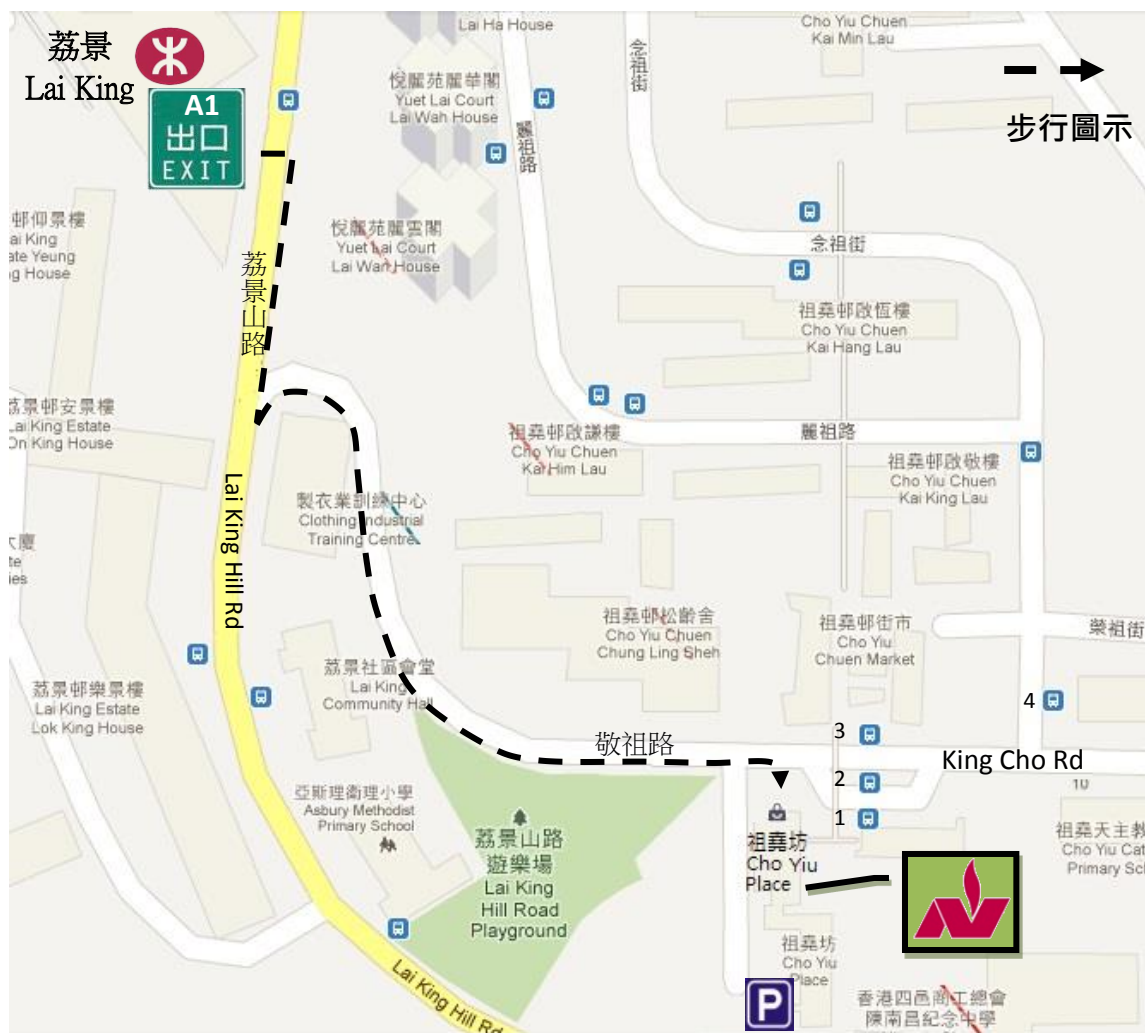 荔景
Lai King
A1
出口
EXIT
步行圖示
Lai Ha House
悅麗苑麗華閣
Yuet Lai Court
Lai Wah House
麗祖路
念祖街
Cho Yiu Chuen
Kai Min Lau
邨仰景樓
ai King
ate Yeung
g House
悅麗苑麗雲閣
Yuet Lai Court
Lai Wan House
荔景山路
念祖街
祖堯邨啟恆樓
Cho Yiu Chuen
Kai Hang Lau
荔景邨安景樓
Lai King Estate
On King House
祖堯邨啟謙樓
Cho Yiu Chuen
Kai Him Lau
麗祖路
祖堯邨啟敬樓
Cho Yiu Chuen
Kai King Lau
Lai King Hill Rd
製衣業訓練中心
Clothing Industrial
Training Centre
大廈
te
ies
祖堯邨松齡舍
Cho Yiu Chuen
Chung Ling Sheh
祖堯邨街市
Cho Yiu
Chuen Market
榮祖街
荔景社區會堂
Lai King
Community Hall
荔景邨樂景樓
Lai King Estate
Lok King House
敬祖路
King Cho Rd
4
3
2
1
10
亞斯理衞理小學
Asbury Methodist
Primary School
荔景山路
遊樂場
Lai King
Hill Road
Playground
祖堯坊
Cho Yiu
Place
祖堯天主教
Cho Yiu Cat
Primary Sc
祖堯坊
Cho Yiu
Place
P
Lai King Hill Rd
香港四邑商工總會
陳南昌紀念中學